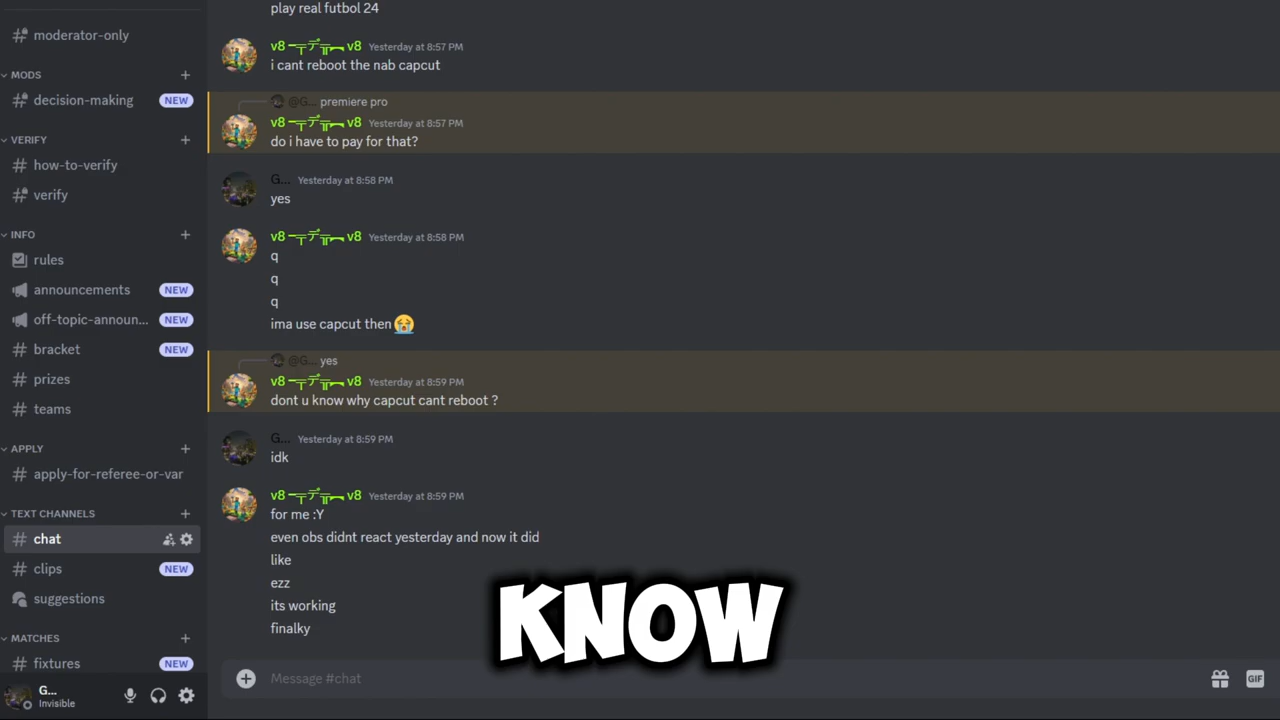 moderator-only
MODS
decision-making NEW
VERIFY
how-to-verify
verify
INFO
rules
announcements NEW
off-topic-announ... NEW
bracket NEW
prizes
teams
APPLY
apply-for-referee-or-var
TEXT CHANNELS
chat
clips NEW
suggestions
MATCHES
fixtures NEW
G...
Invisible
play real futbol 24
v8 ━╤デ╦︻ v8 Yesterday at 8:57 PM
i cant reboot the nab capcut
@G... premiere pro
v8 ━╤デ╦︻ v8 Yesterday at 8:57 PM
do i have to pay for that?
G... Yesterday at 8:58 PM
yes
v8 ━╤デ╦︻ v8 Yesterday at 8:58 PM
q
q
q
ima use capcut then 😭
@G... yes
v8 ━╤デ╦︻ v8 Yesterday at 8:59 PM
dont u know why capcut cant reboot ?
G... Yesterday at 8:59 PM
idk
v8 ━╤デ╦︻ v8 Yesterday at 8:59 PM
for me :Y
even obs didnt react yesterday and now it did
like
ezz
its working
finalky
KNOW
Message #chat
GIF